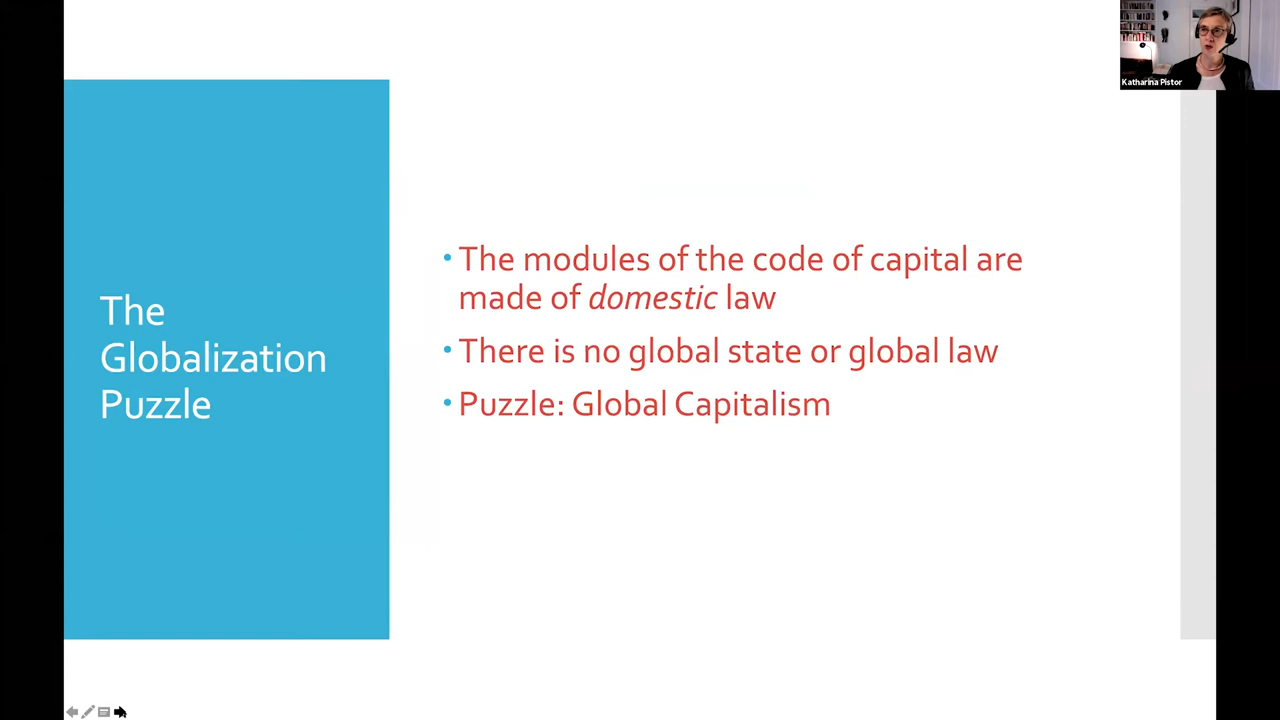 Katharina Pistor
The
Globalization
Puzzle
• The modules of the code of capital are
made of domestic law
• There is no global state or global law
• Puzzle: Global Capitalism